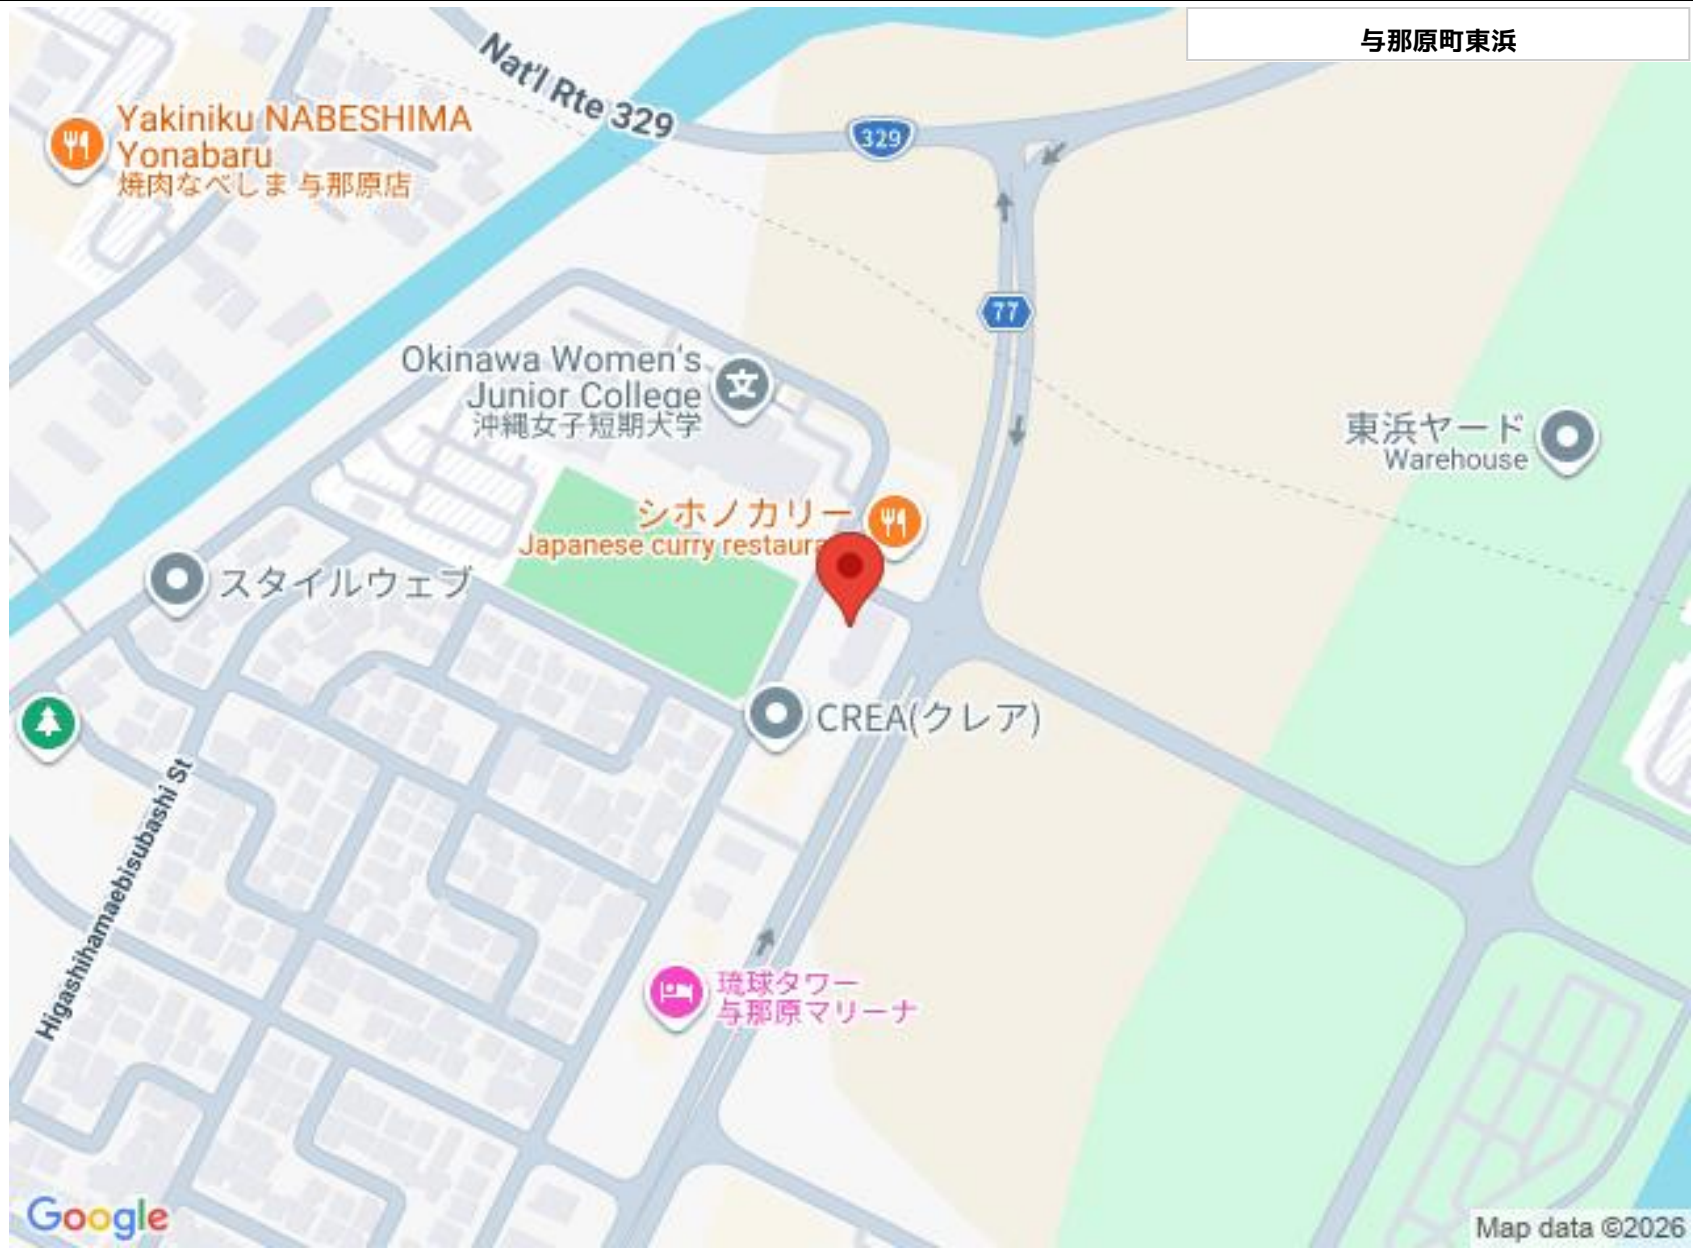 与那原町東浜
Nat'l Rte 329
Yakiniku NABESHIMA
Yonabaru
焼肉なべしま 与那原店
329
77
Okinawa Women's
Junior College
沖縄女子短期大学
文
東浜ヤード
Warehouse
シホノカリー
Japanese curry restaura
スタイルウェブ
CREA(クレア)
Higashihamaebisubashi St
琉球タワー
与那原マリーナ
Google
Map data ©2026